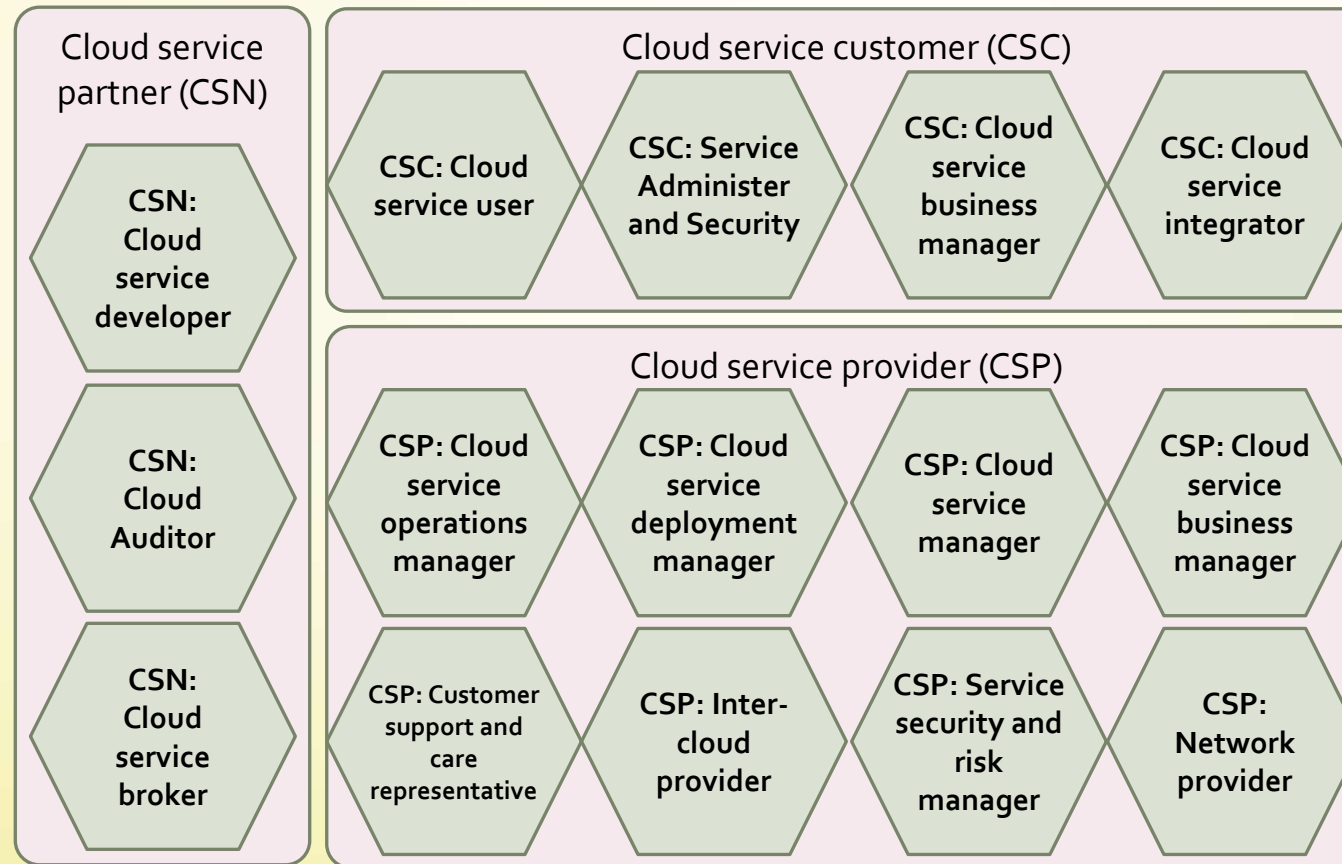 Cloud service
partner (CSN)
CSN:
Cloud
service
developer
CSN:
Cloud
Auditor
CSN:
Cloud
service
broker
Cloud service customer (CSC)
CSC: Cloud
service user
CSC: Service
Administer
and Security
CSC: Cloud
service
business
manager
CSC: Cloud
service
integrator
Cloud service provider (CSP)
CSP: Cloud
service
operations
manager
CSP: Cloud
service
deployment
manager
CSP: Cloud
service
manager
CSP: Cloud
service
business
manager
CSP: Customer
support and
care
representative
CSP: Inter-
cloud
provider
CSP: Service
security and
risk
manager
CSP:
Network
provider